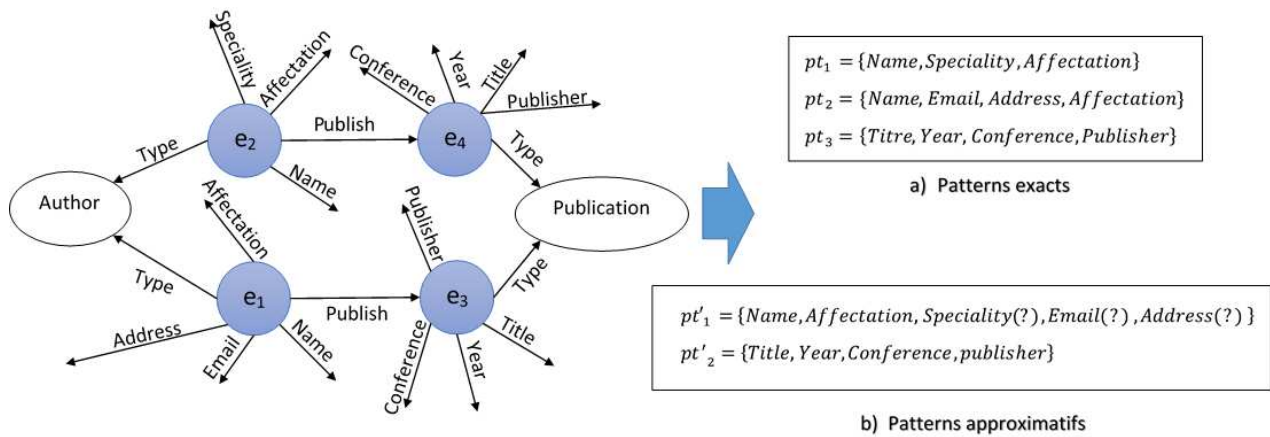 Speciality
Affectation
Conference
Year
Title
Publisher
e2
Publish
e4
Type
Type
Name
Author
Affectation
Publisher
Publication
Type
Type
e1
Publish
e3
Address
Email
Name
Conference
Year
Title
pt1 = {Name, Speciality, Affectation}
pt2 = {Name, Email, Address, Affectation}
pt3 = {Titre, Year, Conference, Publisher}
a) Patterns exacts
pt'1 = {Name, Affectation, Speciality(?), Email(?) , Address(?) }
pt'2 = {Title, Year, Conference, publisher}
b) Patterns approximatifs